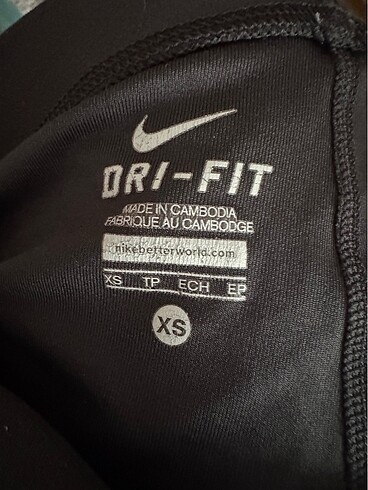 DRI-FIT
MADE IN CAMBODIA
FABRIQUE AU CAMBODGE
nikebetterworld.com
XS TP ECH EP
XS